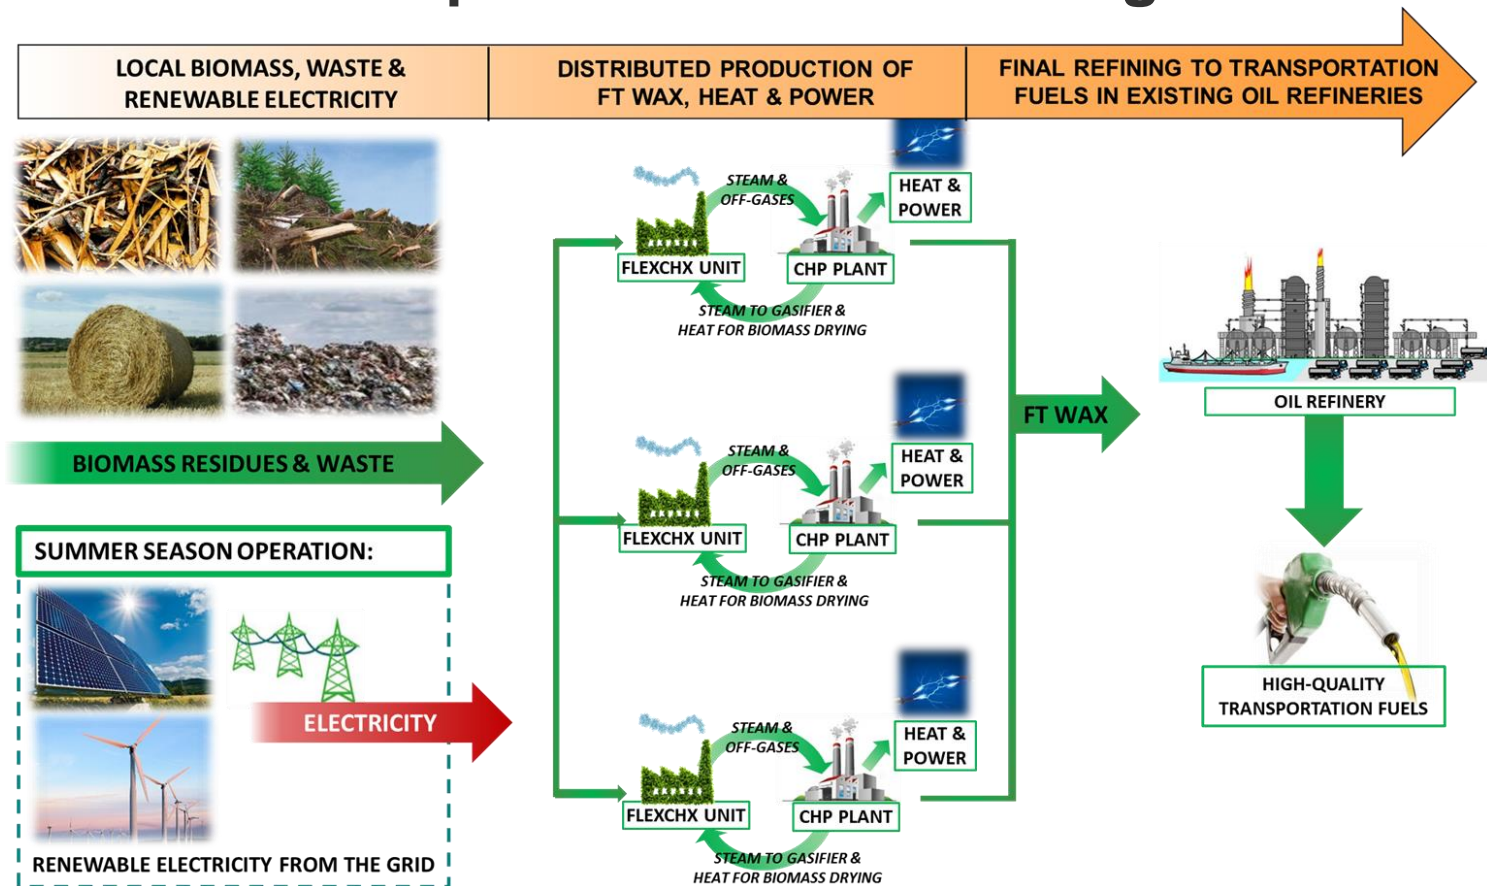 LOCAL BIOMASS, WASTE &
RENEWABLE ELECTRICITY
DISTRIBUTED PRODUCTION OF
FT WAX, HEAT & POWER
FINAL REFINING TO TRANSPORTATION
FUELS IN EXISTING OIL REFINERIES
BIOMASS RESIDUES & WASTE
SUMMER SEASON OPERATION:
ELECTRICITY
RENEWABLE ELECTRICITY FROM THE GRID
STEAM &
OFF-GASES
HEAT &
POWER
FLEXCHX UNIT
CHP PLANT
STEAM TO GASIFIER &
HEAT FOR BIOMASS DRYING
STEAM &
OFF-GASES
HEAT &
POWER
FLEXCHX UNIT
CHP PLANT
STEAM TO GASIFIER &
HEAT FOR BIOMASS DRYING
STEAM &
OFF-GASES
HEAT &
POWER
FLEXCHX UNIT
CHP PLANT
STEAM TO GASIFIER &
HEAT FOR BIOMASS DRYING
FT WAX
OIL REFINERY
HIGH-QUALITY
TRANSPORTATION FUELS